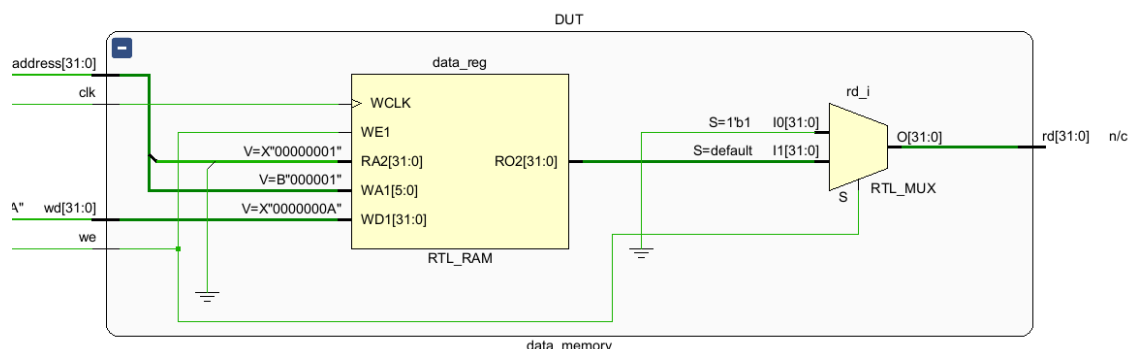 DUT
address[31:0]
clk
wd[31:0]
we
data_reg
WCLK
WE1
V=X"00000001"
RA2[31:0]
RO2[31:0]
V=B"000001"
WA1[5:0]
V=X"0000000A"
WD1[31:0]
RTL_RAM
rd_i
S=1'b1
I0[31:0]
S=default
I1[31:0]
O[31:0]
S
RTL_MUX
rd[31:0]
n/c
data_memory